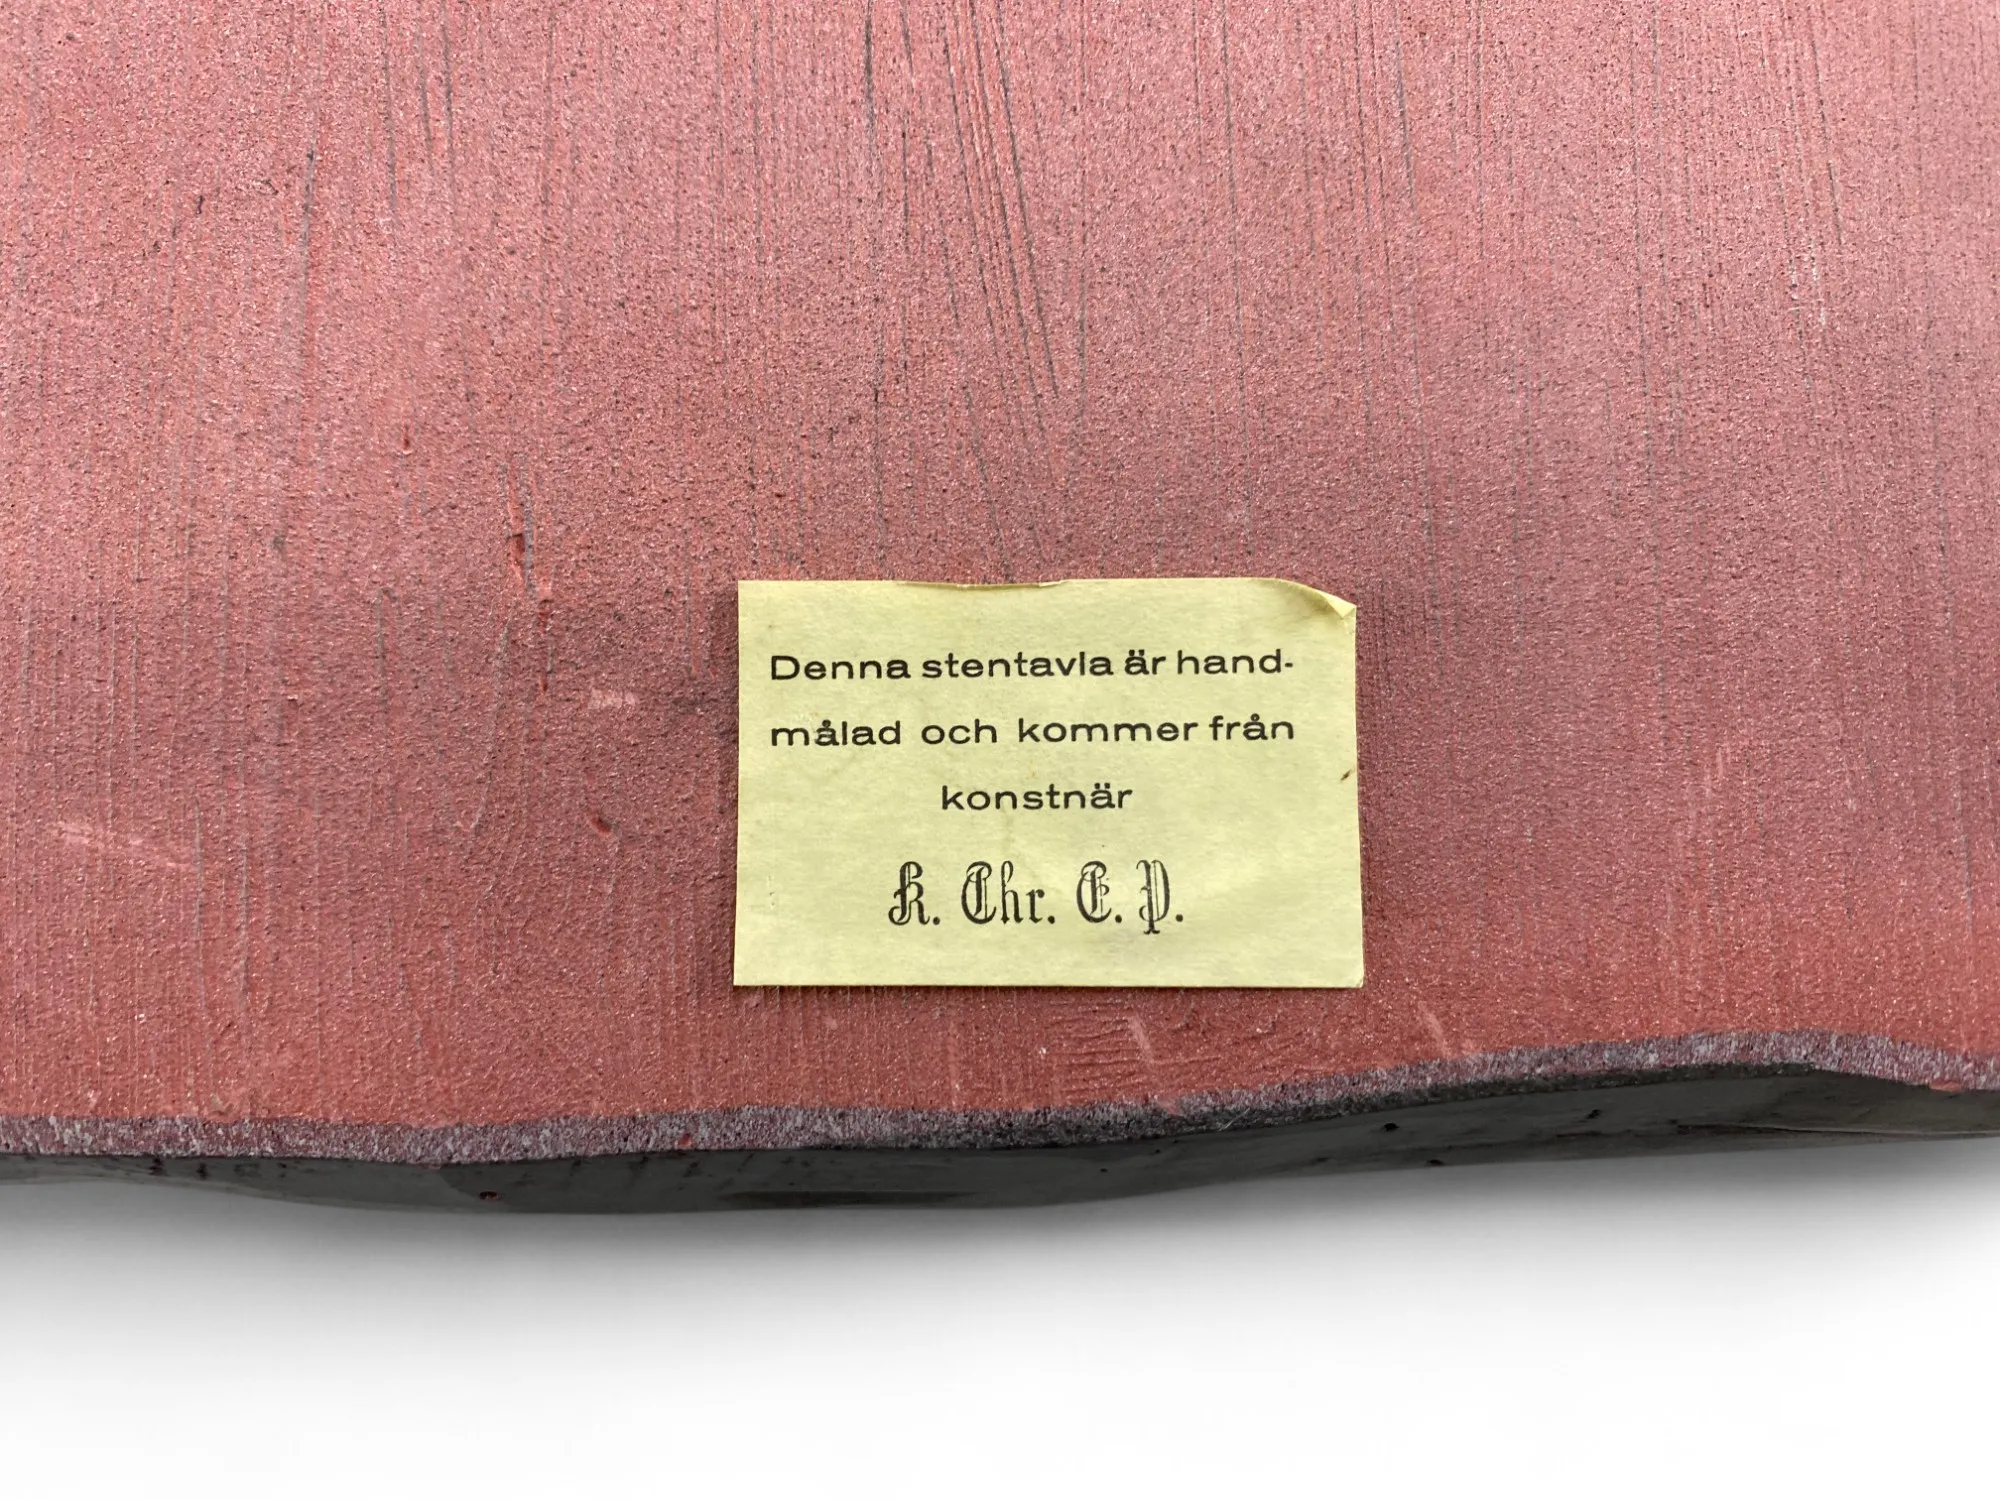 Denna stentavla är hand-
målad och kommer från
konstnär
K. Chr. E. P.